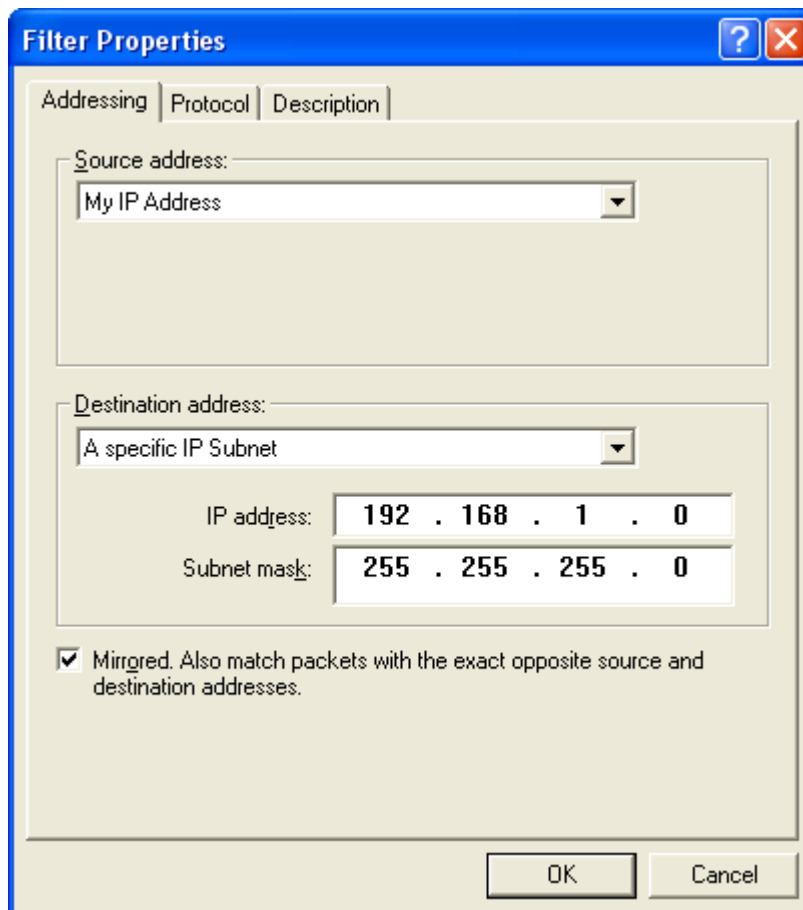 Filter Properties
Addressing Protocol Description
Source address:
My IP Address
Destination address:
A specific IP Subnet
IP address: 192 . 168 . 1 . 0
Subnet mask: 255 . 255 . 255 . 0
Mirrored. Also match packets with the exact opposite source and
destination addresses.
OK Cancel